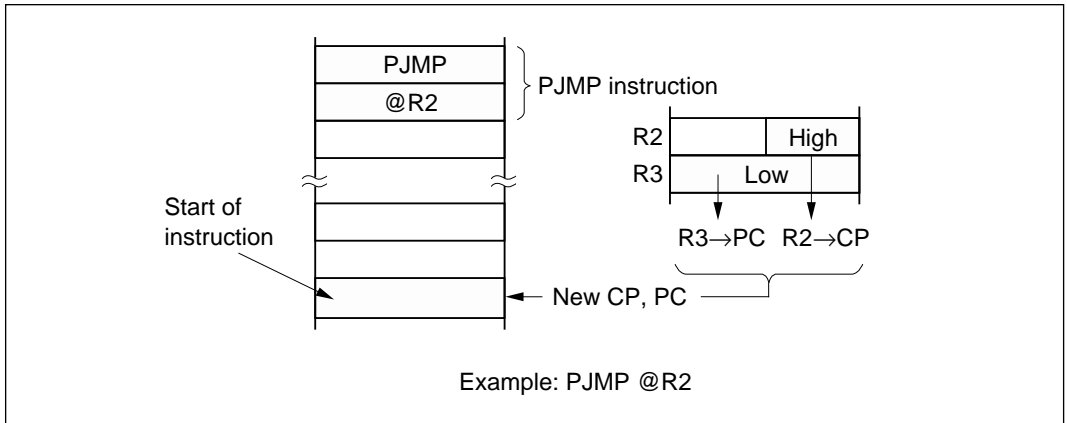 PJMP
@R2
PJMP instruction
R2
High
R3
Low
Start of
instruction
R3→PC R2→CP
New CP, PC
Example: PJMP @R2